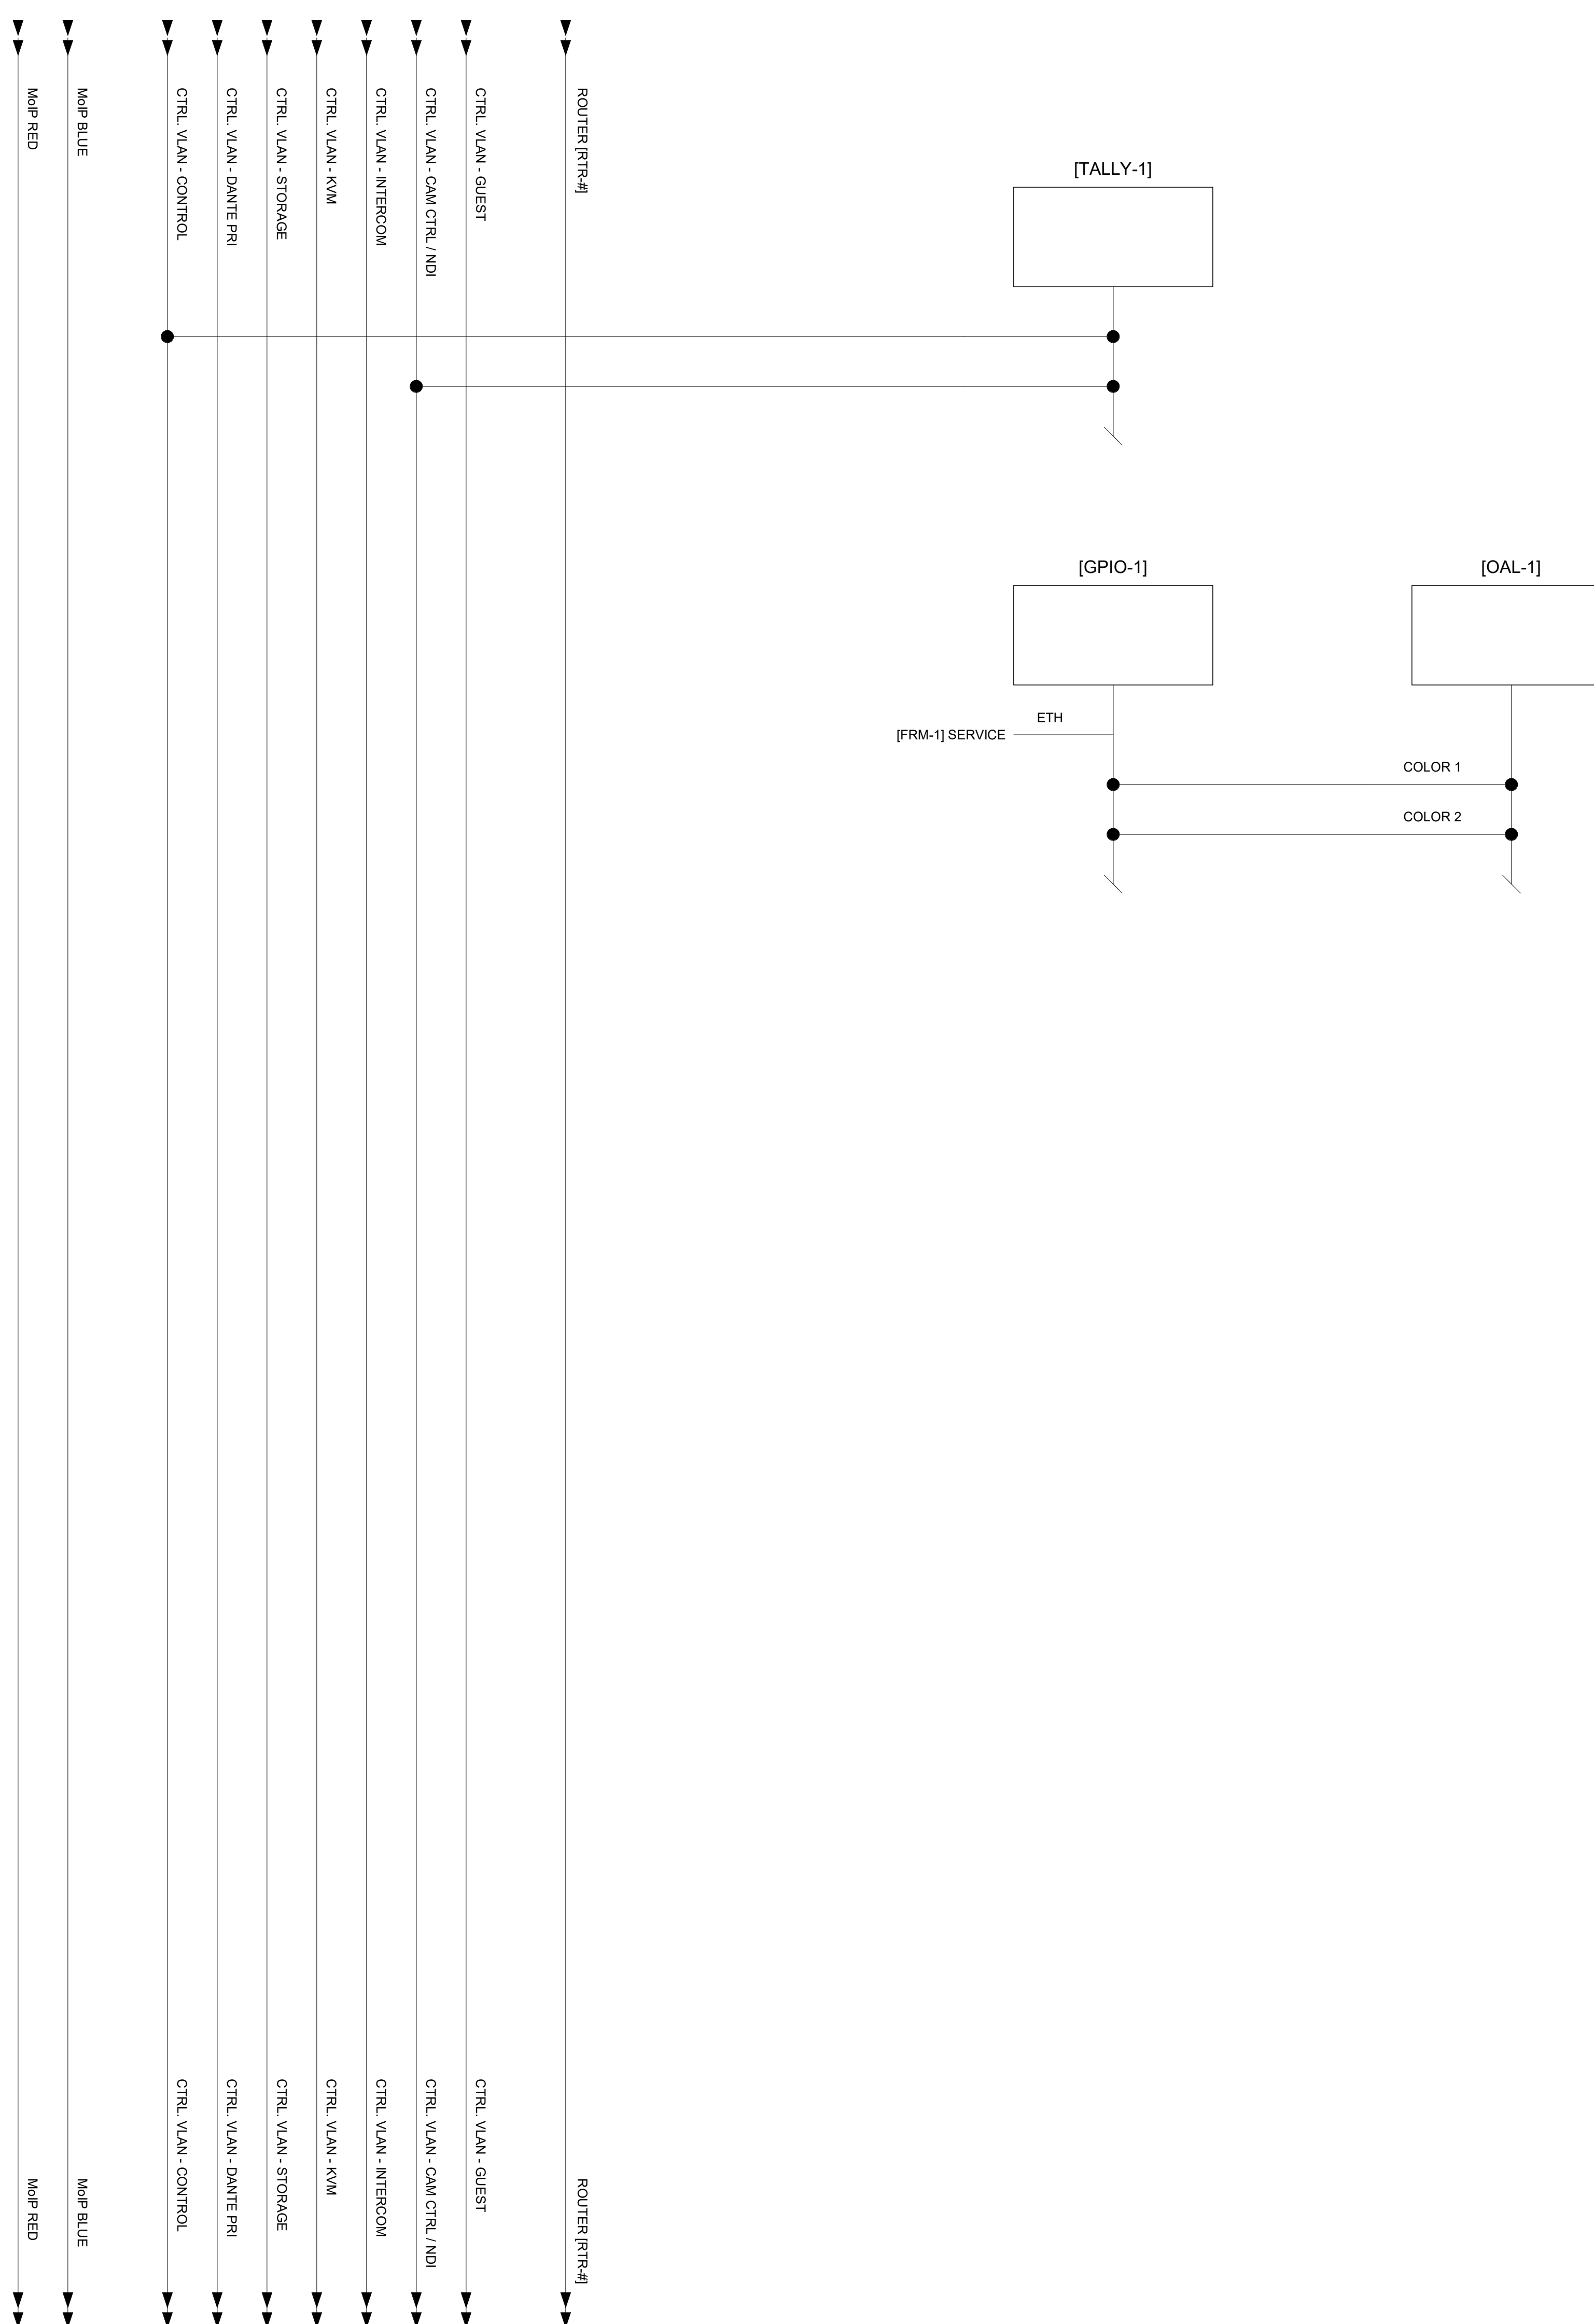 MoIP RED
MoIP BLUE
CTRL. VLAN - CONTROL
CTRL. VLAN - DANTE PRI
CTRL. VLAN - STORAGE
CTRL. VLAN - KVM
CTRL. VLAN - INTERCOM
CTRL. VLAN - CAM CTRL / NDI
CTRL. VLAN - GUEST
ROUTER [RTR-#]
[TALLY-1]
[GPIO-1]
[OAL-1]
ETH
[FRM-1] SERVICE
COLOR 1
COLOR 2
MoIP RED
MoIP BLUE
CTRL. VLAN - CONTROL
CTRL. VLAN - DANTE PRI
CTRL. VLAN - STORAGE
CTRL. VLAN - KVM
CTRL. VLAN - INTERCOM
CTRL. VLAN - CAM CTRL / NDI
CTRL. VLAN - GUEST
ROUTER [RTR-#]